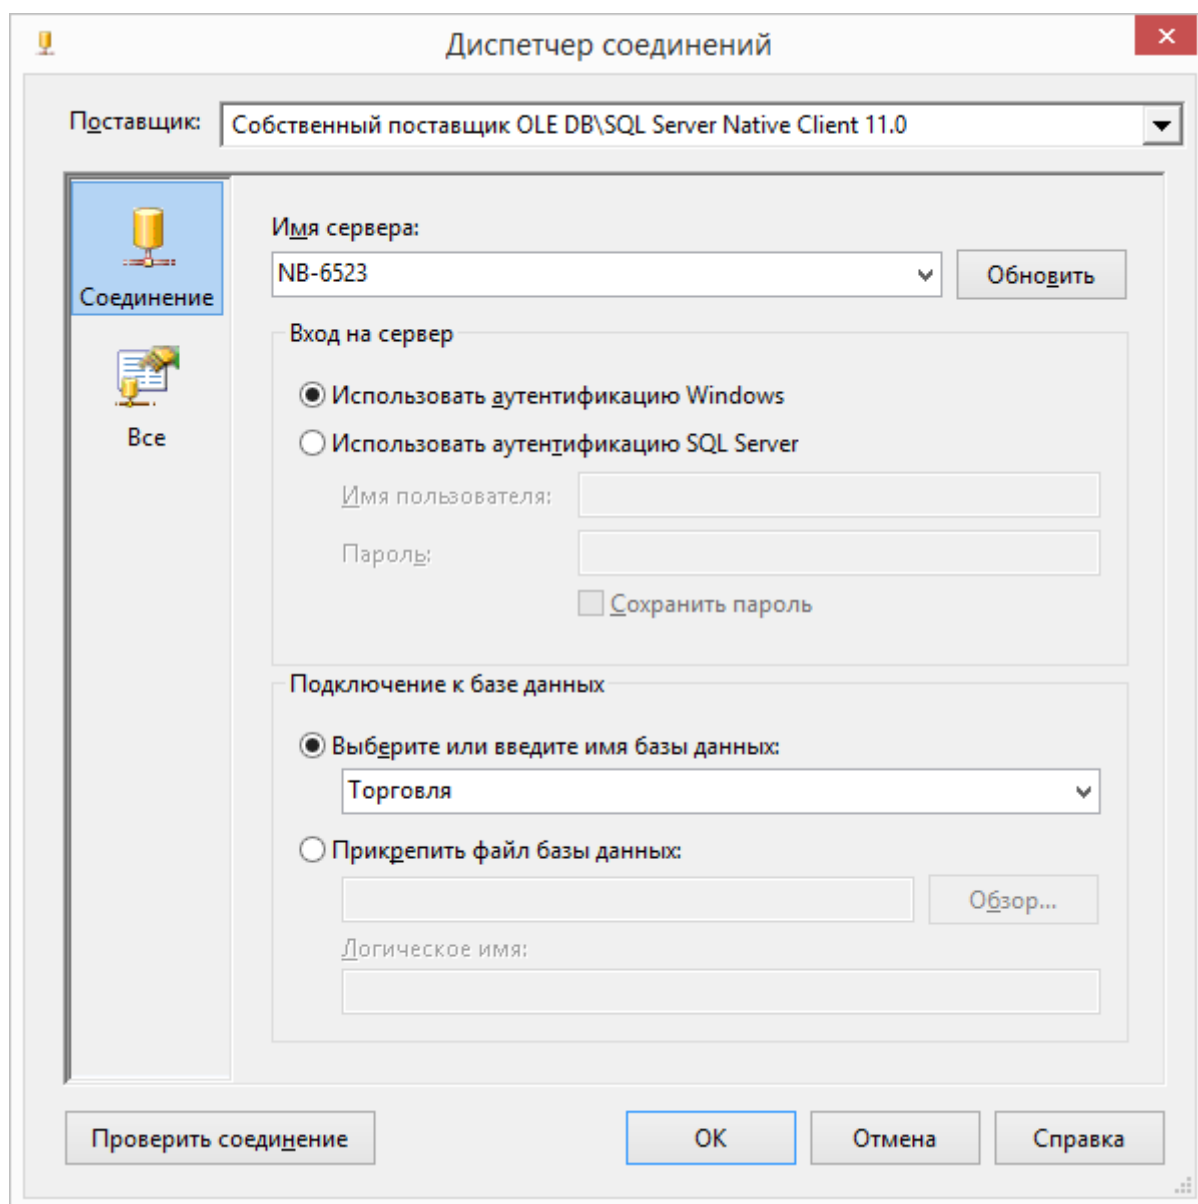 Диспетчер соединений
Поставщик: Собственный поставщик OLE DB\SQL Server Native Client 11.0
Соединение
Все
Имя сервера:
NB-6523 Обновить
Вход на сервер
Использовать аутентификацию Windows
Использовать аутентификацию SQL Server
Имя пользователя:
Пароль:
Сохранить пароль
Подключение к базе данных
Выберите или введите имя базы данных:
Торговля
Прикрепить файл базы данных:
Обзор...
Логическое имя:
Проверить соединение ОК Отмена Справка